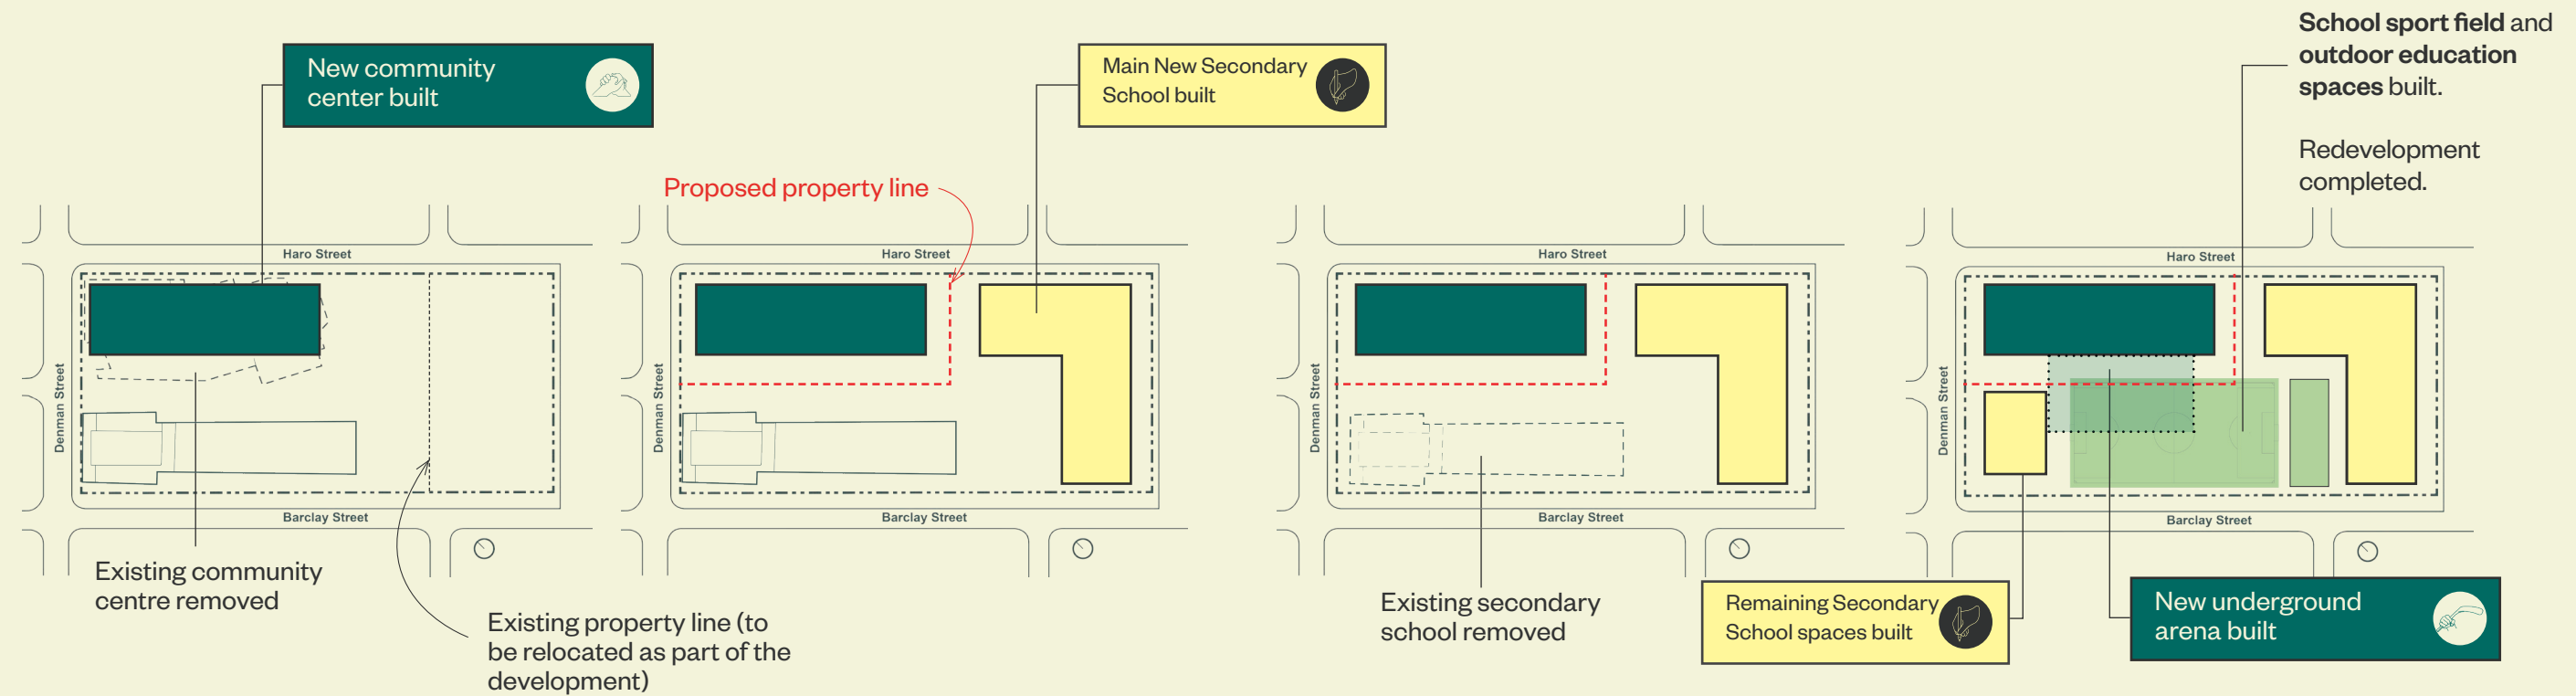 New community
center built
Haro Street
Denman Street
Barclay Street
Existing community
centre removed
Existing property line (to
be relocated as part of the
development)
Main New Secondary
School built
Proposed property line
Haro Street
Denman Street
Barclay Street
Haro Street
Denman Street
Barclay Street
Existing secondary
school removed
School sport field and
outdoor education
spaces built.
Redevelopment
completed.
Haro Street
Denman Street
Barclay Street
Remaining Secondary
School spaces built
New underground
arena built